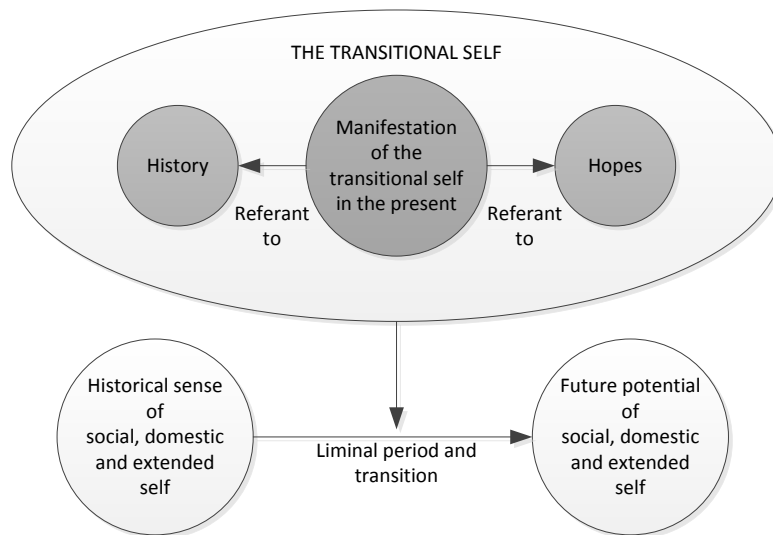 THE TRANSITIONAL SELF
History
Manifestation
of the
transitional self
in the present
Hopes
Referant
to
Referant
to
Historical sense
of
social, domestic
and extended
self
Liminal period and
transition
Future potential
of
social, domestic
and extended
self